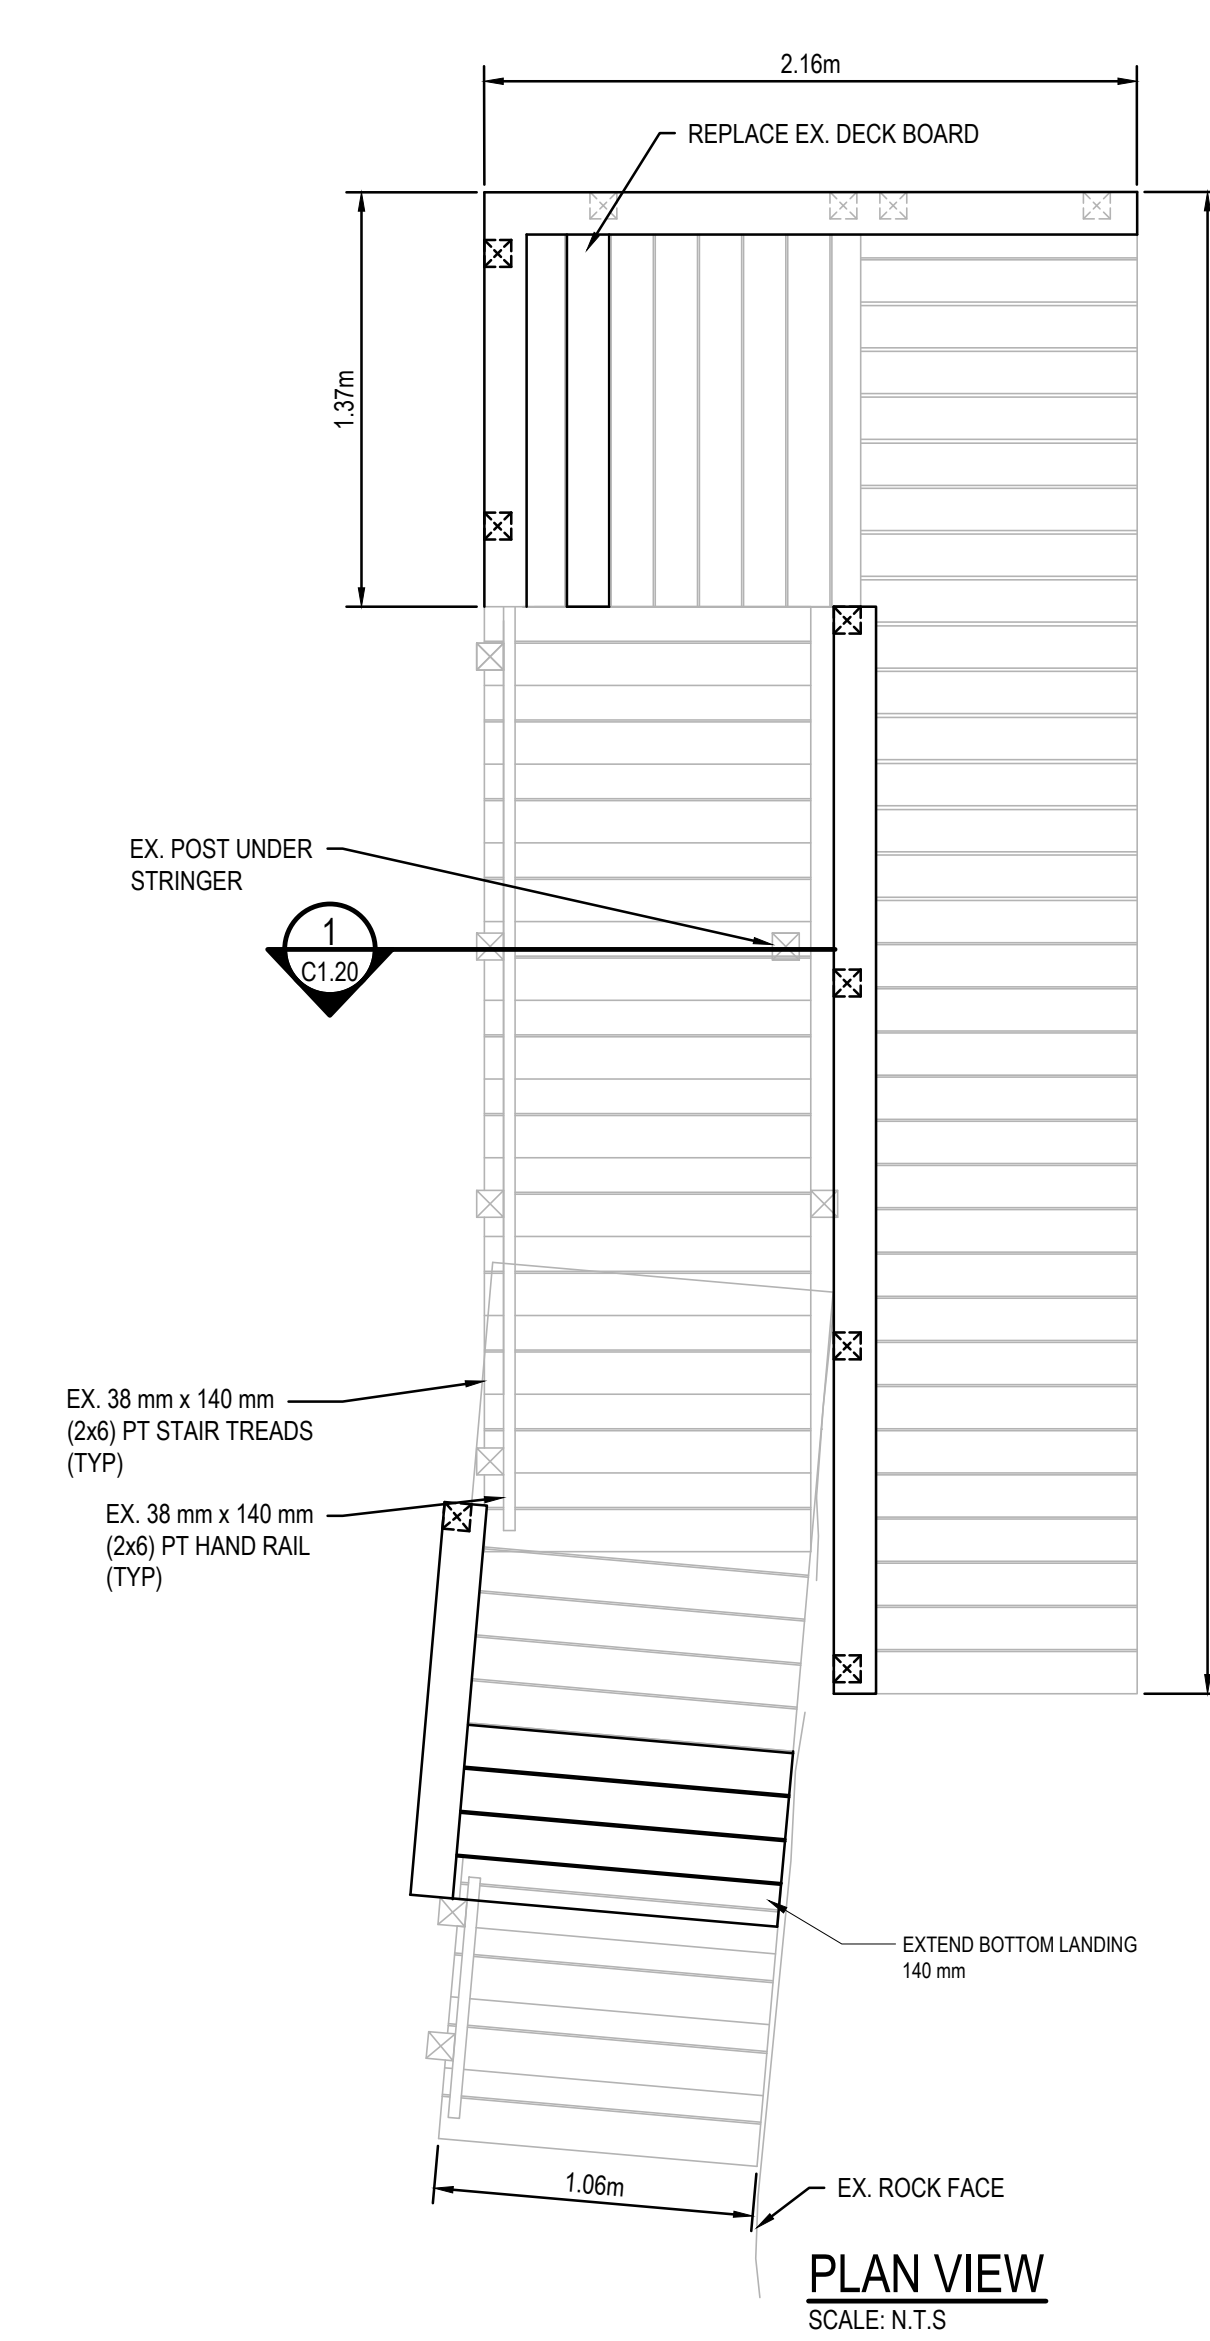 2.16m
REPLACE EX. DECK BOARD
1.37m
EX. POST UNDER
STRINGER
1
C1.20
EX. 38 mm x 140 mm
(2x6) PT STAIR TREADS
(TYP)
EX. 38 mm x 140 mm
(2x6) PT HAND RAIL
(TYP)
EXTEND BOTTOM LANDING
140 mm
1.06m
EX. ROCK FACE
PLAN VIEW
SCALE: N.T.S